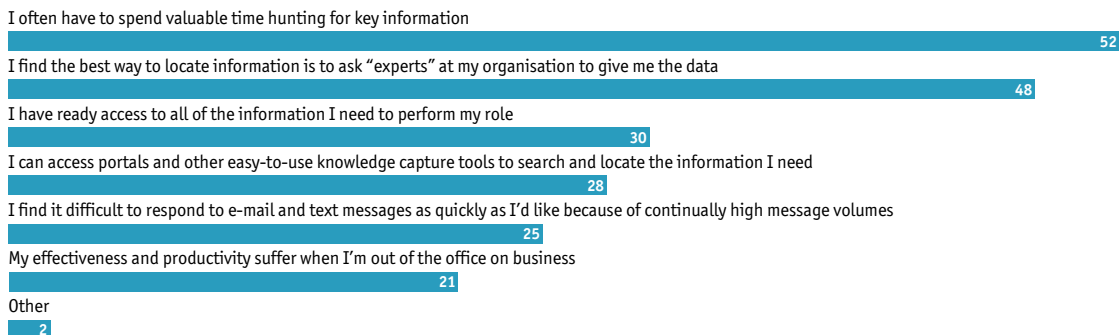 I often have to spend valuable time hunting for key information
52
I find the best way to locate information is to ask “experts” at my organisation to give me the data
48
I have ready access to all of the information I need to perform my role
30
I can access portals and other easy-to-use knowledge capture tools to search and locate the information I need
28
I find it difficult to respond to e-mail and text messages as quickly as I’d like because of continually high message volumes
25
My effectiveness and productivity suffer when I’m out of the office on business
21
Other
2